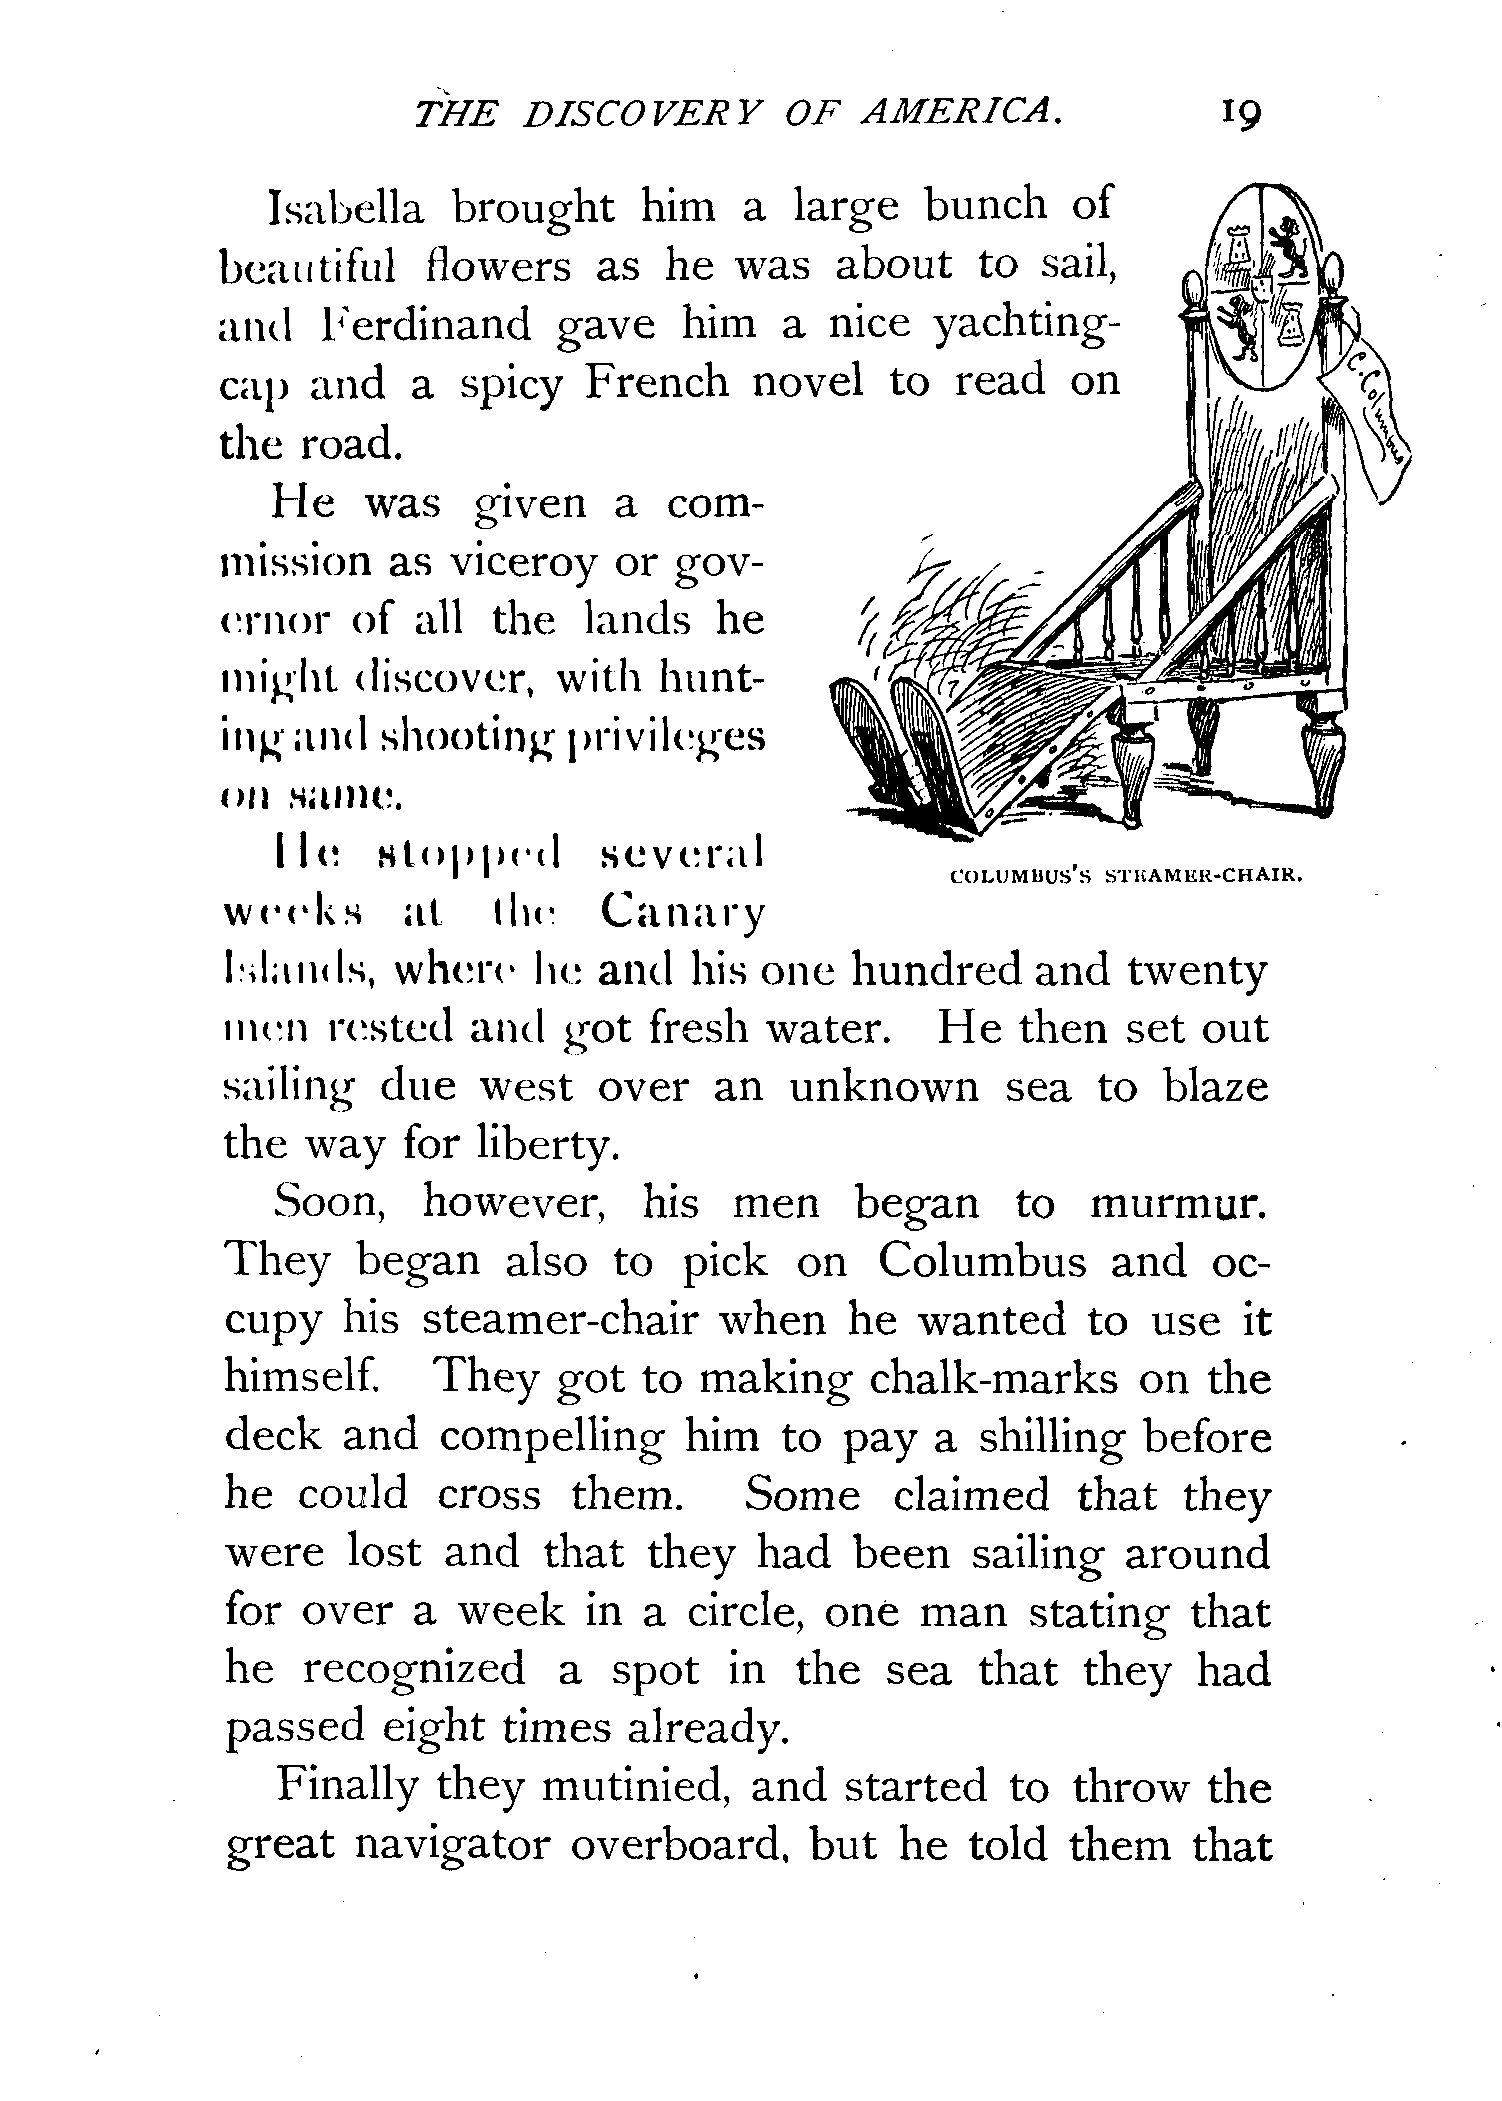 THE DISCOVERY OF AMERICA. 19
Isabella brought him a large bunch of
beautiful flowers as he was about to sail,
and Ferdinand gave him a nice yachting-
cap and a spicy French novel to read on
the road.
C. Columbus
He was given a com-
mission as viceroy or gov-
ernor of all the lands he
might discover, with hunt-
ing and shooting privileges
on same.
He stopped several
weeks at the Canary
COLUMBUS'S STEAMER-CHAIR.
Islands, where he and his one hundred and twenty
men rested and got fresh water. He then set out
sailing due west over an unknown sea to blaze
the way for liberty.
Soon, however, his men began to murmur.
They began also to pick on Columbus and oc-
cupy his steamer-chair when he wanted to use it
himself. They got to making chalk-marks on the
deck and compelling him to pay a shilling before
he could cross them. Some claimed that they
were lost and that they had been sailing around
for over a week in a circle, one man stating that
he recognized a spot in the sea that they had
passed eight times already.
Finally they mutinied, and started to throw the
great navigator overboard, but he told them that